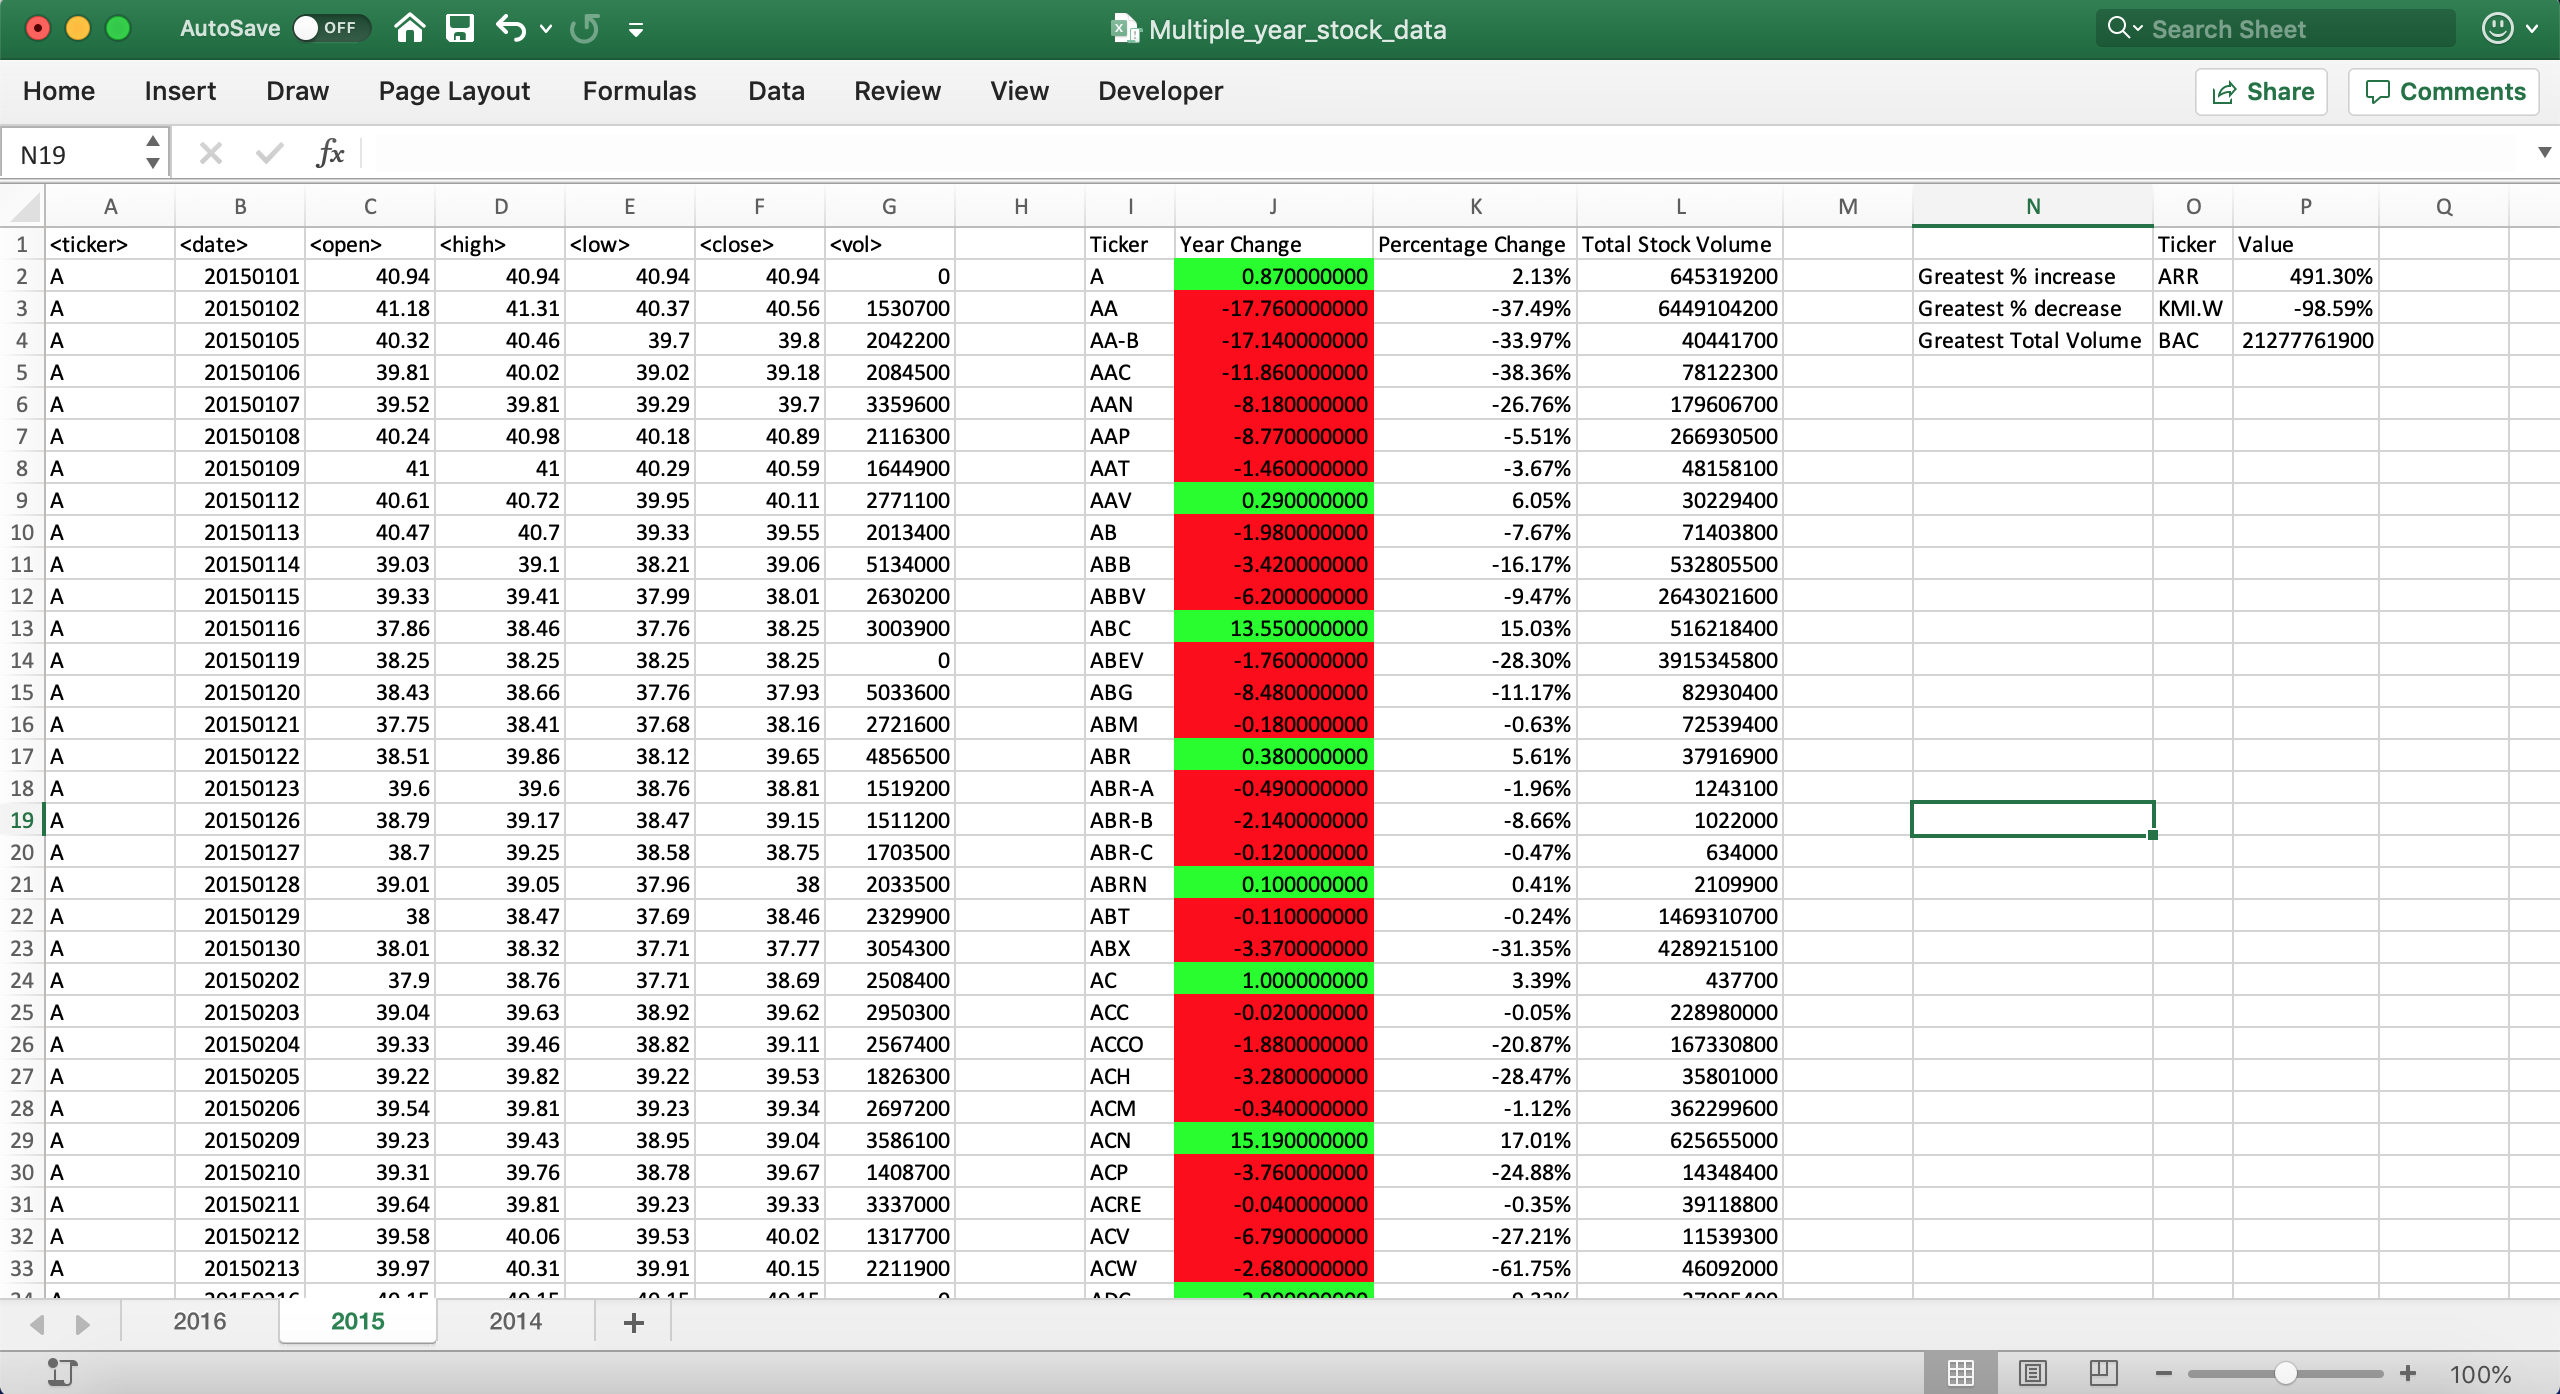 AutoSave OFF Multiple_year_stock_data Search Sheet
Home Insert Draw Page Layout Formulas Data Review View Developer Share Comments
N19 fx
A B C D E F G H I J K L M N O P Q
1 <ticker> <date> <open> <high> <low> <close> <vol> Ticker Year Change Percentage Change Total Stock Volume Ticker Value
2 A 20150101 40.94 40.94 40.94 40.94 0 A 0.870000000 2.13% 645319200 Greatest % increase ARR 491.30%
3 A 20150102 41.18 41.31 40.37 40.56 1530700 AA -17.760000000 -37.49% 6449104200 Greatest % decrease KMI.W -98.59%
4 A 20150105 40.32 40.46 39.7 39.8 2042200 AA-B -17.140000000 -33.97% 40441700 Greatest Total Volume BAC 21277761900
5 A 20150106 39.81 40.02 39.02 39.18 2084500 AAC -11.860000000 -38.36% 78122300
6 A 20150107 39.52 39.81 39.29 39.7 3359600 AAN -8.180000000 -26.76% 179606700
7 A 20150108 40.24 40.98 40.18 40.89 2116300 AAP -8.770000000 -5.51% 266930500
8 A 20150109 41 41 40.29 40.59 1644900 AAT -1.460000000 -3.67% 48158100
9 A 20150112 40.61 40.72 39.95 40.11 2771100 AAV 0.290000000 6.05% 30229400
10 A 20150113 40.47 40.7 39.33 39.55 2013400 AB -1.980000000 -7.67% 71403800
11 A 20150114 39.03 39.1 38.21 39.06 5134000 ABB -3.420000000 -16.17% 532805500
12 A 20150115 39.33 39.41 37.99 38.01 2630200 ABBV -6.200000000 -9.47% 2643021600
13 A 20150116 37.86 38.46 37.76 38.25 3003900 ABC 13.550000000 15.03% 516218400
14 A 20150119 38.25 38.25 38.25 38.25 0 ABEV -1.760000000 -28.30% 3915345800
15 A 20150120 38.43 38.66 37.76 37.93 5033600 ABG -8.480000000 -11.17% 82930400
16 A 20150121 37.75 38.41 37.68 38.16 2721600 ABM -0.180000000 -0.63% 72539400
17 A 20150122 38.51 39.86 38.12 39.65 4856500 ABR 0.380000000 5.61% 37916900
18 A 20150123 39.6 39.6 38.76 38.81 1519200 ABR-A -0.490000000 -1.96% 1243100
19 A 20150126 38.79 39.17 38.47 39.15 1511200 ABR-B -2.140000000 -8.66% 1022000
20 A 20150127 38.7 39.25 38.58 38.75 1703500 ABR-C -0.120000000 -0.47% 634000
21 A 20150128 39.01 39.05 37.96 38 2033500 ABRN 0.100000000 0.41% 2109900
22 A 20150129 38 38.47 37.69 38.46 2329900 ABT -0.110000000 -0.24% 1469310700
23 A 20150130 38.01 38.32 37.71 37.77 3054300 ABX -3.370000000 -31.35% 4289215100
24 A 20150202 37.9 38.76 37.71 38.69 2508400 AC 1.000000000 3.39% 437700
25 A 20150203 39.04 39.63 38.92 39.62 2950300 ACC -0.020000000 -0.05% 228980000
26 A 20150204 39.33 39.46 38.82 39.11 2567400 ACCO -1.880000000 -20.87% 167330800
27 A 20150205 39.22 39.82 39.22 39.53 1826300 ACH -3.280000000 -28.47% 35801000
28 A 20150206 39.54 39.81 39.23 39.34 2697200 ACM -0.340000000 -1.12% 362299600
29 A 20150209 39.23 39.43 38.95 39.04 3586100 ACN 15.190000000 17.01% 625655000
30 A 20150210 39.31 39.76 38.78 39.67 1408700 ACP -3.760000000 -24.88% 14348400
31 A 20150211 39.64 39.81 39.23 39.33 3337000 ACRE -0.040000000 -0.35% 39118800
32 A 20150212 39.58 40.06 39.53 40.02 1317700 ACV -6.790000000 -27.21% 11539300
33 A 20150213 39.97 40.31 39.91 40.15 2211900 ACW -2.680000000 -61.75% 46092000
2016 2015 2014
100%